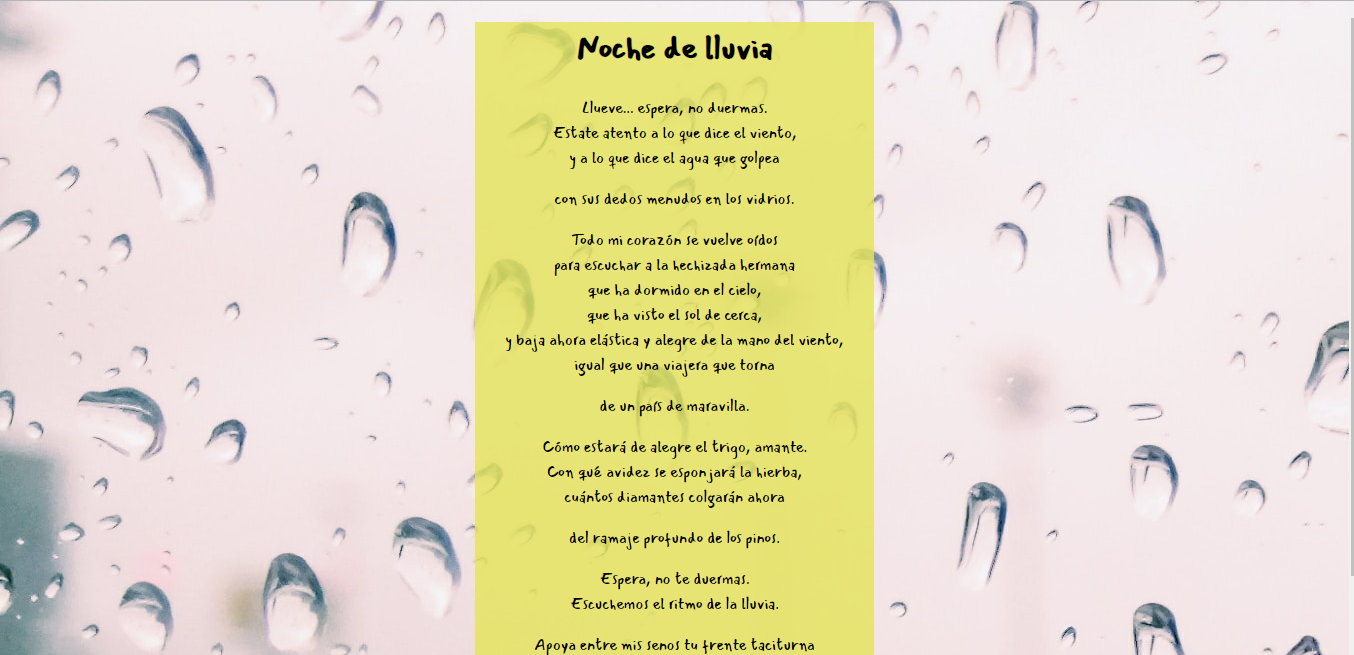 Noche de lluvia
Llueve... espera, no duermas.
Estate atento a lo que dice el viento,
y a lo que dice el agua que golpea
con sus dedos menudos en los vidrios.
Todo mi corazón se vuelve oídos
para escuchar a la hechizada hermana
que ha dormido en el cielo,
que ha visto el sol de cerca,
y baja ahora elástica y alegre de la mano del viento,
igual que una viajera que torna
de un país de maravilla.
Cómo estará de alegre el trigo, amante.
Con qué avidez se esponjará la hierba,
cuántos diamantes colgarán ahora
del ramaje profundo de los pinos.
Espera, no te duermas.
Escuchemos el ritmo de la lluvia.
Apoya entre mis senos tu frente taciturna